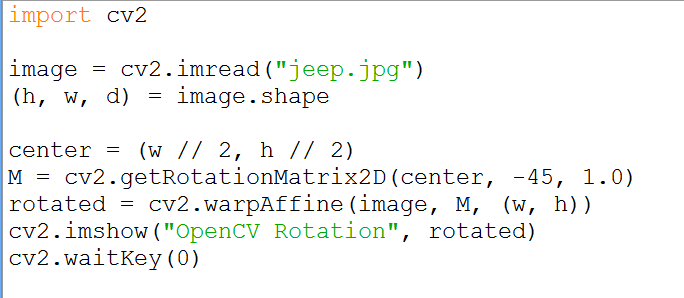 import cv2
image = cv2.imread("jeep.jpg")
(h, w, d) = image.shape
center = (w // 2, h // 2)
M = cv2.getRotationMatrix2D(center, -45, 1.0)
rotated = cv2.warpAffine(image, M, (w, h))
cv2.imshow("OpenCV Rotation", rotated)
cv2.waitKey(0)